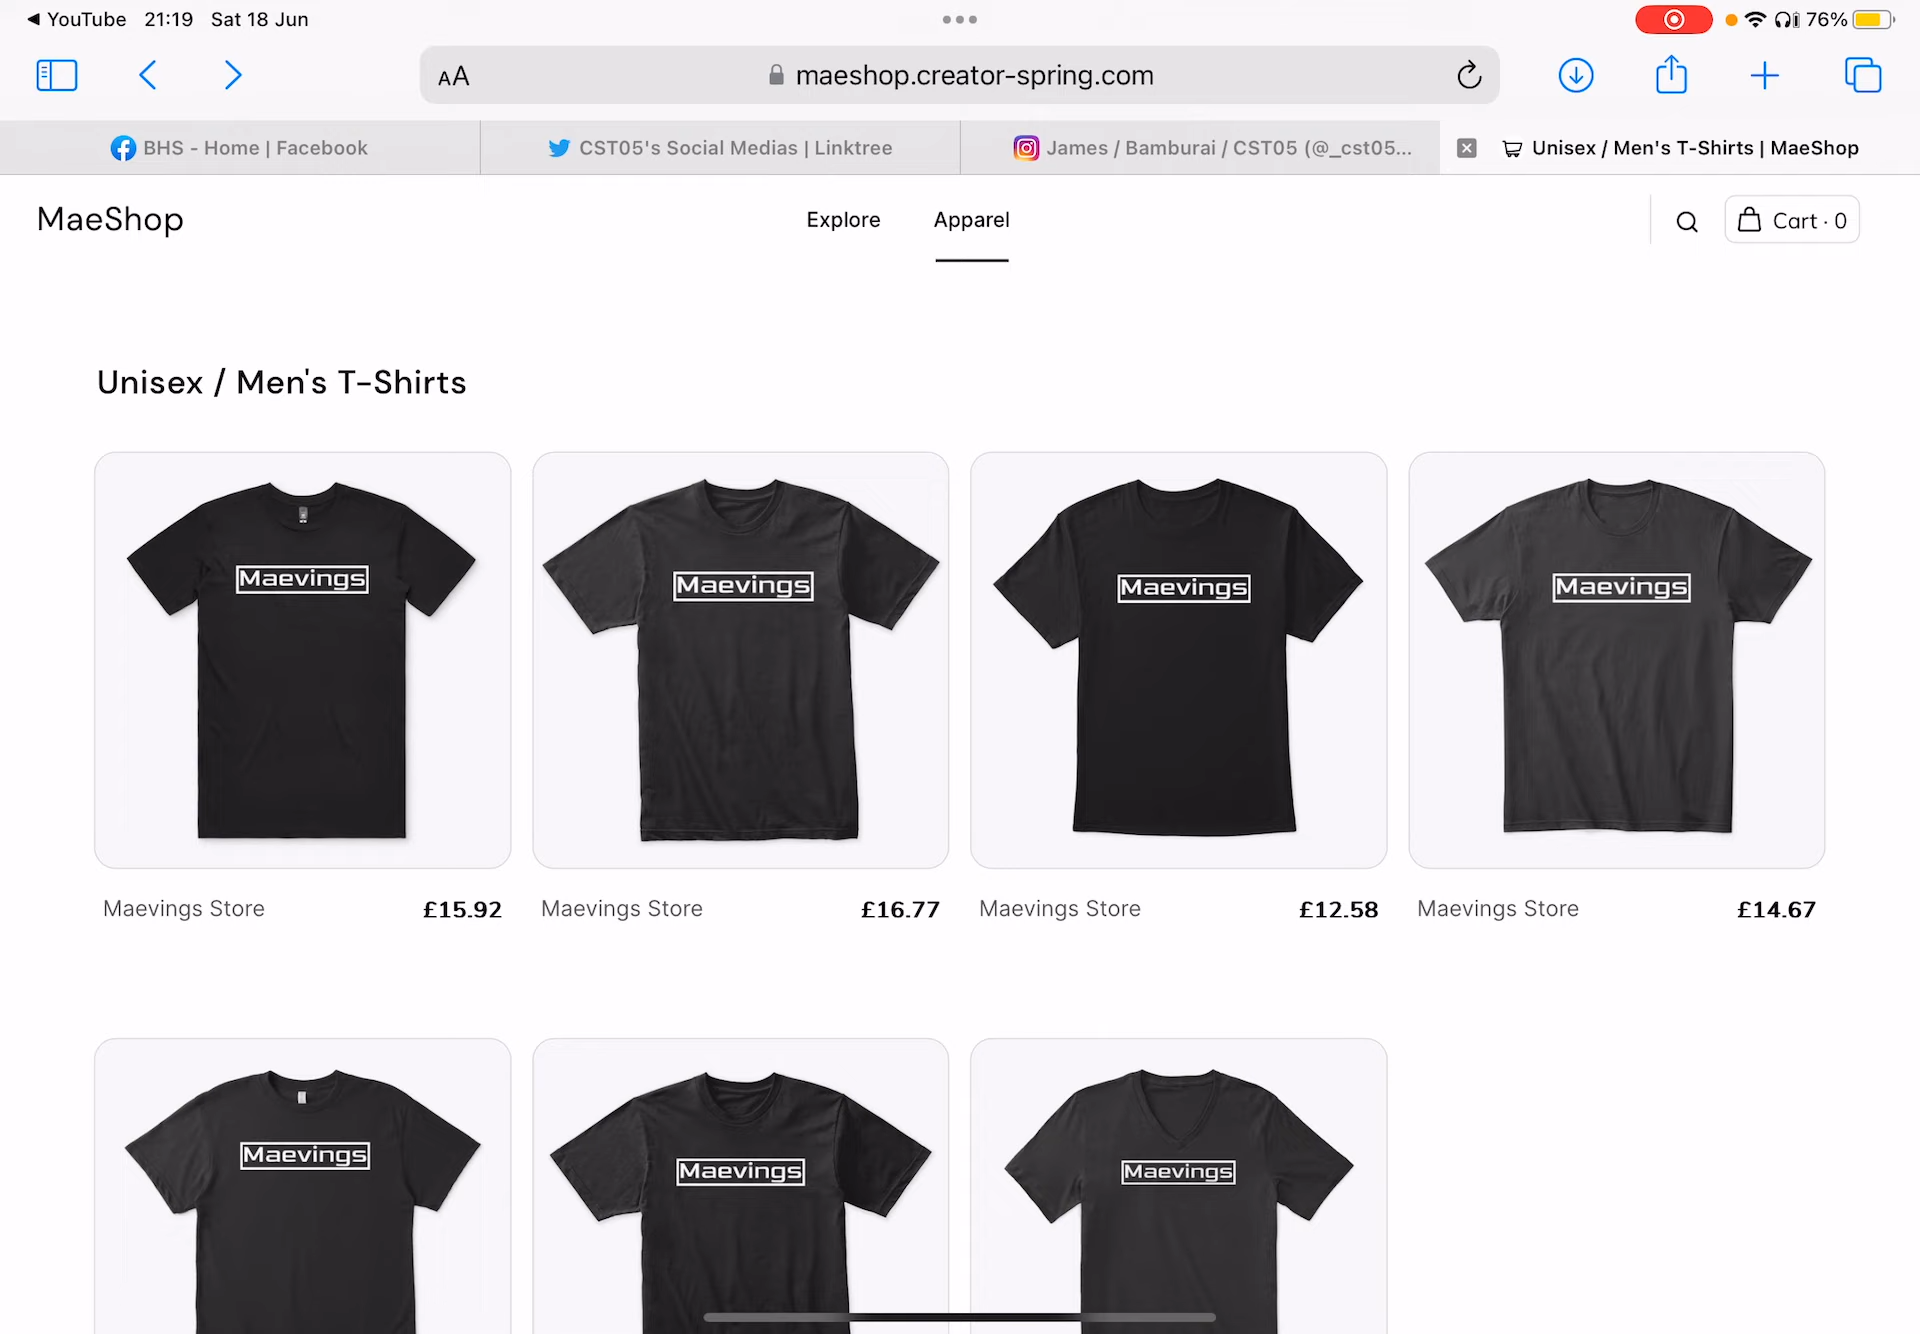 YouTube 21:19 Sat 18 Jun 76%
AA maeshop.creator-spring.com
BHS - Home | Facebook
CST05's Social Medias | Linktree
James / Bamburai / CST05 (@_cst05...
Unisex / Men's T-Shirts | MaeShop
MaeShop Explore Apparel Cart · 0
Unisex / Men's T-Shirts
Maevings
Maevings
Maevings
Maevings
Maevings Store £15.92
Maevings Store £16.77
Maevings Store £12.58
Maevings Store £14.67
Maevings
Maevings
Maevings